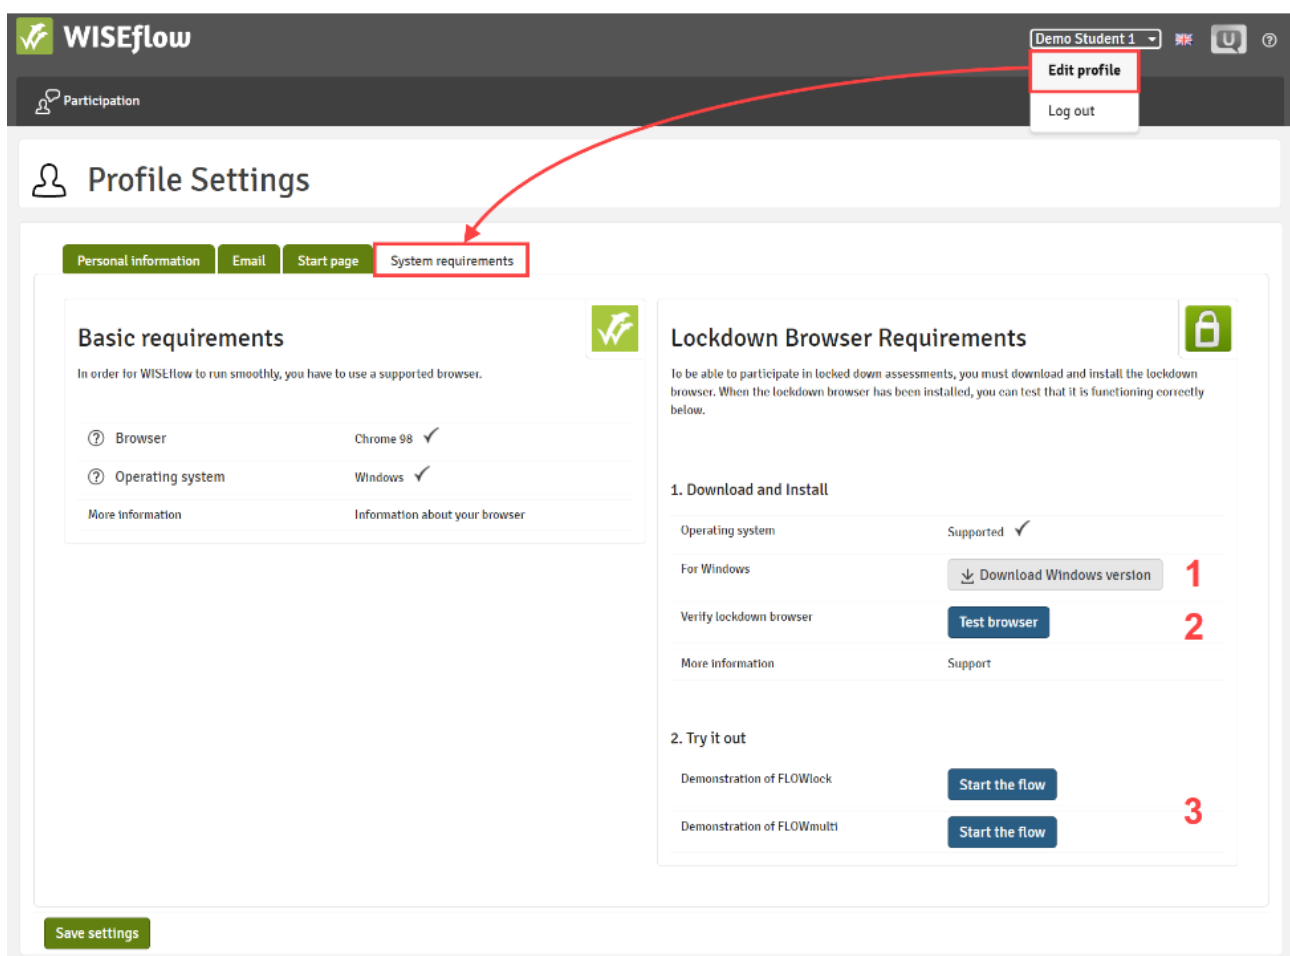 WISEflow
Demo Student 1
U
?
Edit profile
Participation
Log out
Profile Settings
Personal information
Email
Start page
System requirements
Basic requirements
In order for WISEflow to run smoothly, you have to use a supported browser.
? Browser
Chrome 98
? Operating system
Windows
More information
Information about your browser
Lockdown Browser Requirements
To be able to participate in locked down assessments, you must download and install the lockdown
browser. When the lockdown browser has been installed, you can test that it is functioning correctly
below.
1. Download and Install
Operating system
Supported
For Windows
Download Windows version
1
Verify lockdown browser
Test browser
2
More information
Support
2. Try it out
Demonstration of FLOWlock
Start the flow
3
Demonstration of FLOWmulti
Start the flow
Save settings